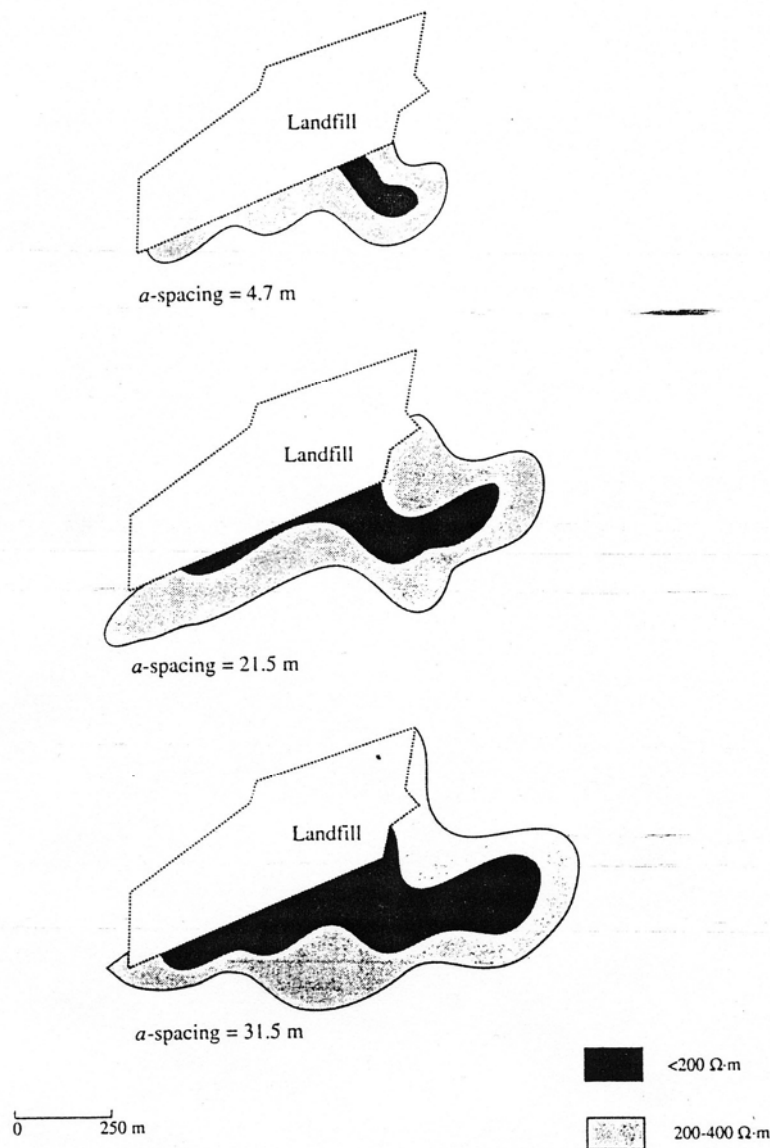 Landfill
a-spacing = 4.7 m
Landfill
a-spacing = 21.5 m
Landfill
a-spacing = 31.5 m
<200 Ω·m
0 250 m
200-400 Ω·m